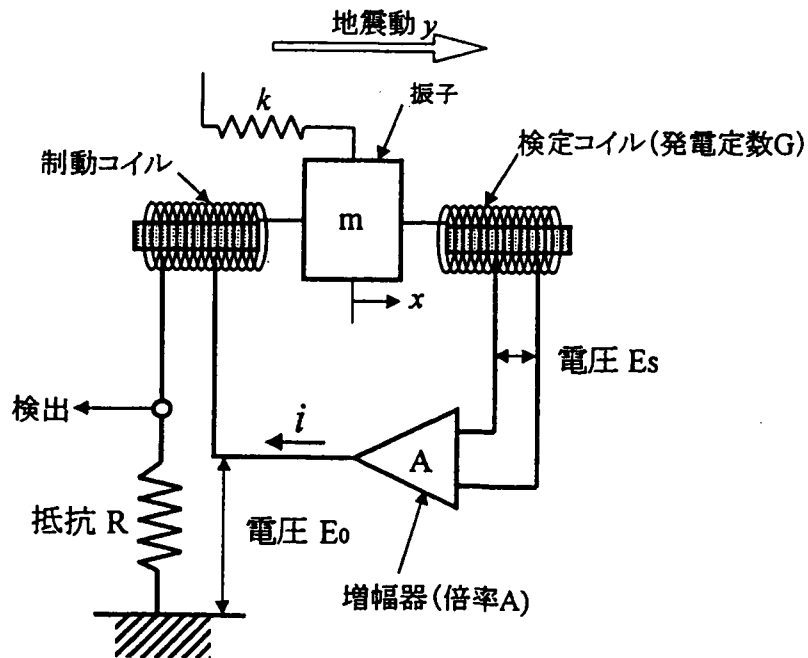 地震動 y
k
振子
制動コイル
検定コイル(発電定数G)
m
x
電圧 Es
検出
i
A
抵抗 R
電圧 E0
増幅器(倍率A)